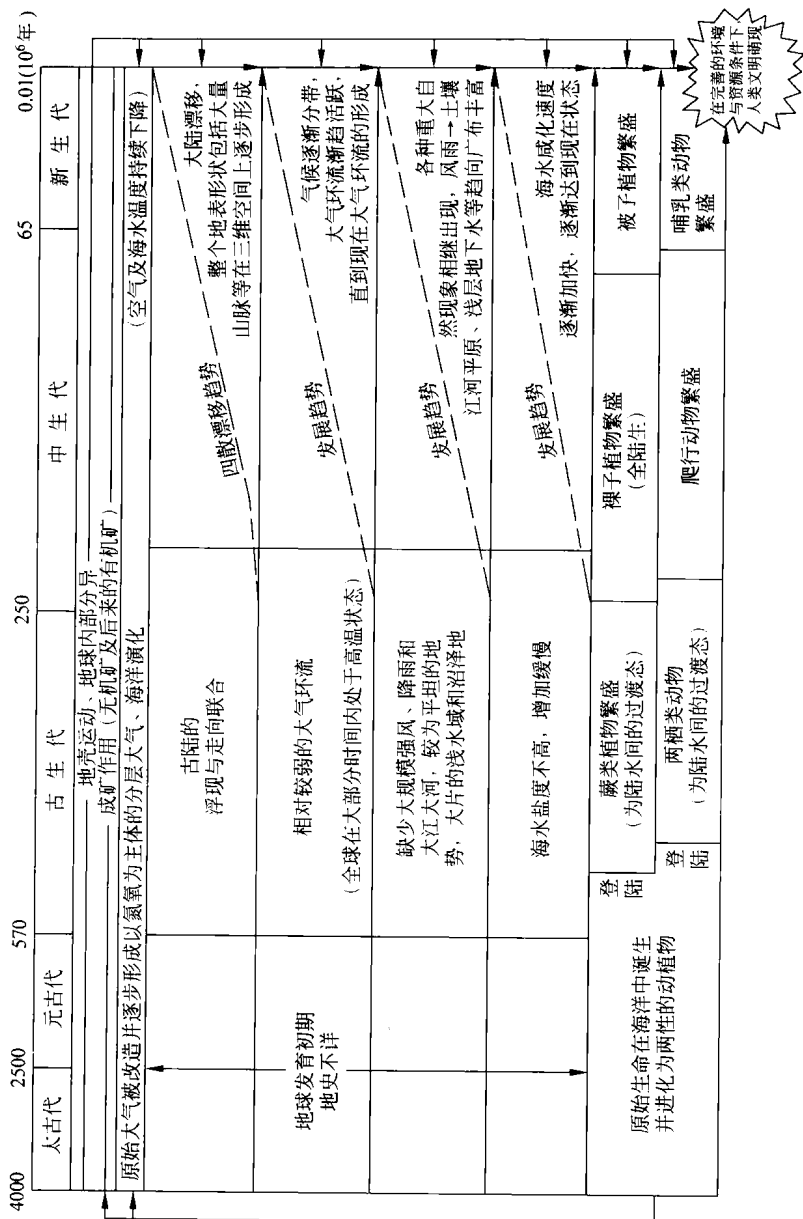 4000
2500
570
250
65
0.01(10⁶年)
太古代
元古代
古生代
中生代
新生代
地壳运动、地球内部分异
成矿作用（无机矿及后来的有机矿）
原始大气被改造并逐步形成以氮氧为主体的分层大气、海洋演化
（空气及海水温度持续下降）
地球发育初期
地史不详
古陆的
浮现与走向联合
四散漂移趋势
大陆漂移，
整个地表形状包括大量
山脉等在三维空间上逐步形成
相对较弱的大气环流
（全球在大部分时间内处于高温状态）
发展趋势
气候逐渐分带，
大气环流渐趋活跃，
直到现在大气环流的形成
缺少大规模强风、降雨和
大江大河，较为平坦的地
势，大片的浅水域和沼泽地
发展趋势
各种重大自
然现象相继出现，风雨→土壤
江河平原、浅层地下水等趋向广布丰富
海水盐度不高，增加缓慢
发展趋势
海水咸化速度
逐渐加快，逐渐达到现在状态
原始生命在海洋中诞生
并进化为两性的动植物
登
陆
蕨类植物繁盛
（为陆水间的过渡态）
裸子植物繁盛
（全陆生）
被子植物繁盛
登
陆
两栖类动物
（为陆水间的过渡态）
爬行动物繁盛
哺乳类动物
繁盛
在完善的环境
与资源条件下，
人类文明萌现